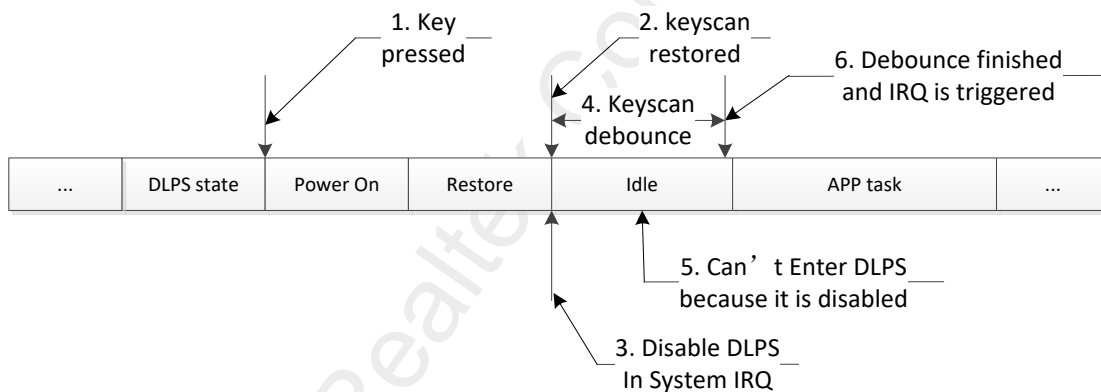 1. Key
pressed
2. keyscan
restored
6. Debounce finished
and IRQ is triggered
4. Keyscan
debounce
...
DLPS state
Power On
Restore
Idle
APP task
...
5. Can’t Enter DLPS
because it is disabled
3. Disable DLPS
In System IRQ
Realtek